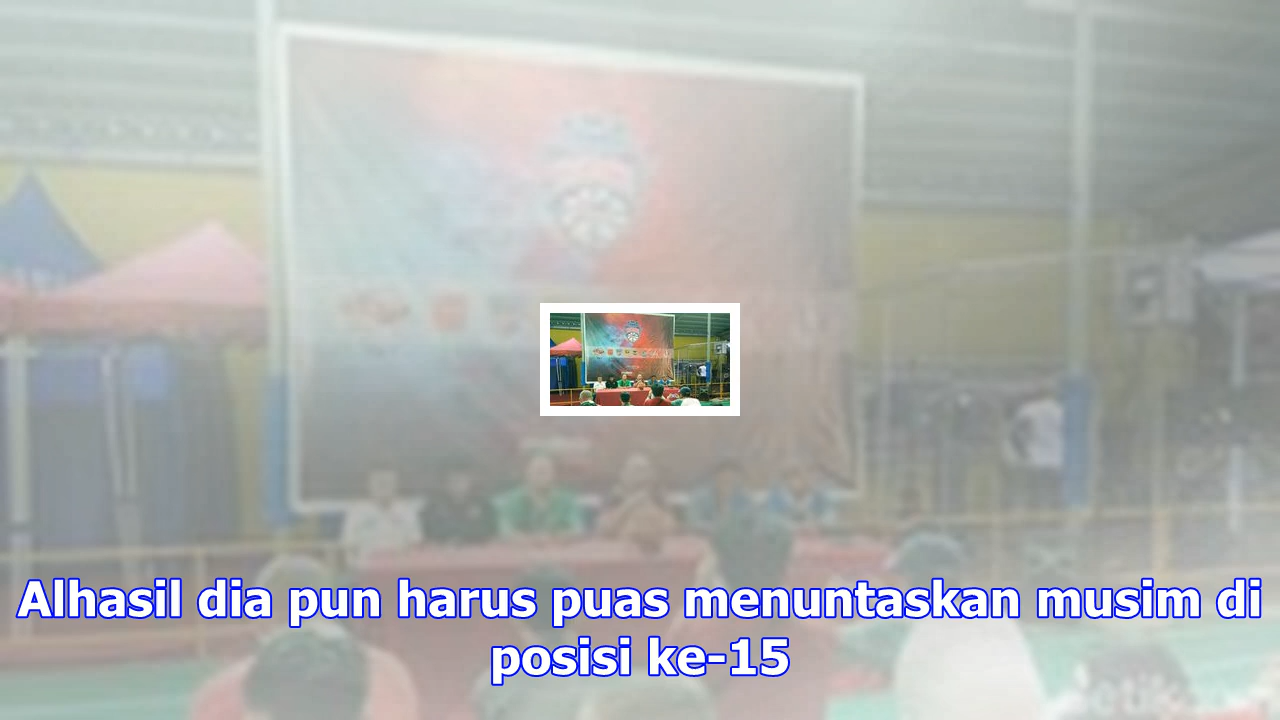 Alhasil dia pun harus puas menuntaskan musim di
posisi ke-15